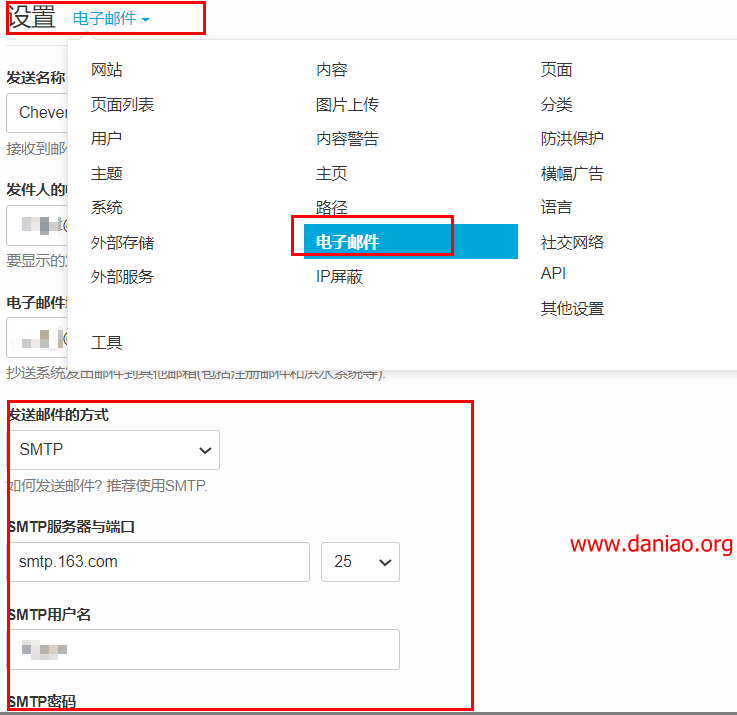 设置 电子邮件
网站 内容 页面
发送名称
页面列表 图片上传 分类
Chever
用户 内容警告 防洪保护
接收到邮
主题 主页 横幅广告
发件人的
系统 路径 语言
外部存储 电子邮件 社交网络
要显示的
外部服务 IP屏蔽 API
电子邮件
其他设置
工具
抄送系统发出邮件到其他邮箱(包括注册邮件和洪水系统等).
发送邮件的方式
SMTP
如何发送邮件? 推荐使用SMTP.
SMTP服务器与端口
www.daniao.org
smtp.163.com 25
SMTP用户名
SMTP密码